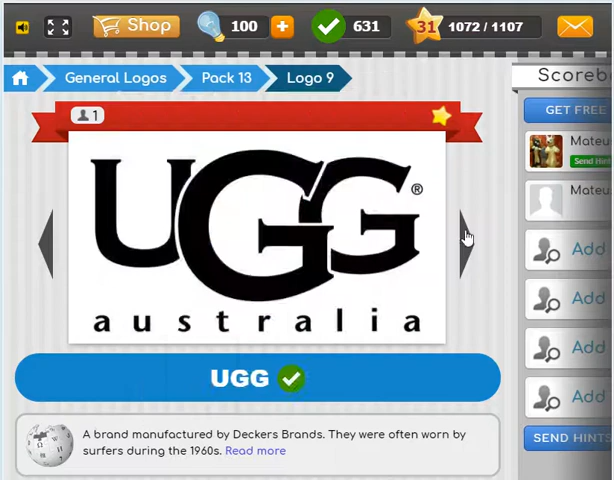 Shop
100
631
31
1072 / 1107
General Logos
Pack 13
Logo 9
Scoreb
1
GET FREE
UGG®
australia
Mateu
Send Hint
Mateu
Add
Add
Add
Add
UGG
SEND HINTS
A brand manufactured by Deckers Brands. They were often worn by
surfers during the 1960s. Read more